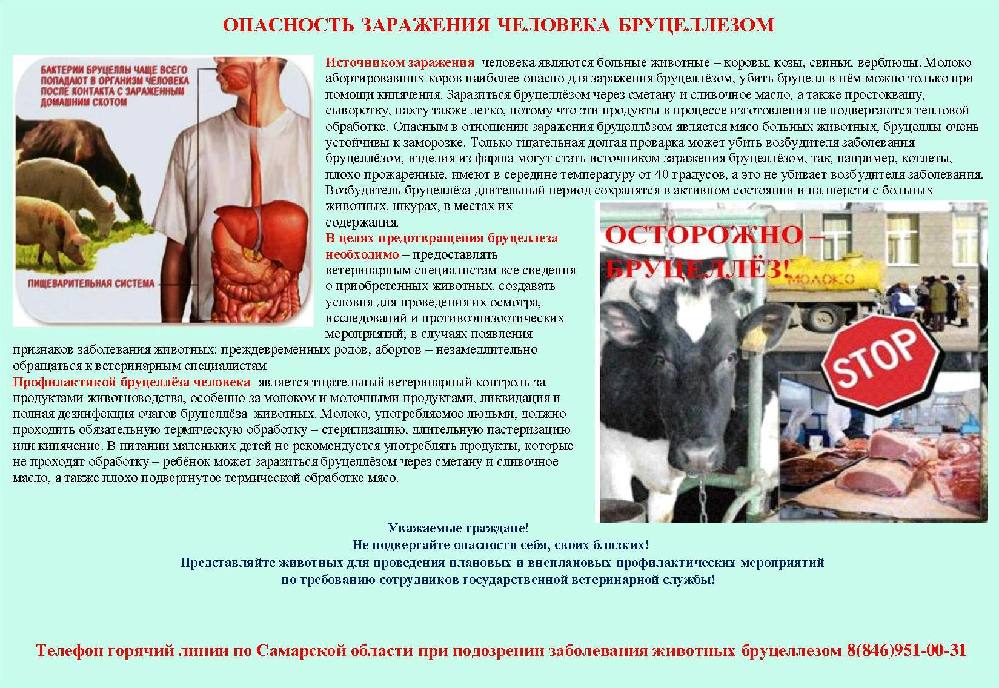 ОПАСНОСТЬ ЗАРАЖЕНИЯ ЧЕЛОВЕКА БРУЦЕЛЛЕЗОМ
БАКТЕРИИ БРУЦЕЛЛЫ ЧАЩЕ ВСЕГО
ПОПАДАЮТ В ОРГАНИЗМ ЧЕЛОВЕКА
ПОСЛЕ КОНТАКТА С ЗАРАЖЕННЫМ
ДОМАШНИМ СКОТОМ
ПИЩЕВАРИТЕЛЬНАЯ СИСТЕМА
Источником заражения человека являются больные животные – коровы, козы, свиньи, верблюды. Молоко
абортировавших коров наиболее опасно для заражения бруцеллёзом, убить бруцелл в нём можно только при
помощи кипячения. Заразиться бруцеллёзом через сметану и сливочное масло, а также простоквашу,
сыворотку, пахту также легко, потому что эти продукты в процессе изготовления не подвергаются тепловой
обработке. Опасным в отношении заражения бруцеллёзом является мясо больных животных, бруцеллы очень
устойчивы к заморозке. Только тщательная долгая проварка может убить возбудителя заболевания
бруцеллёзом, изделия из фарша могут стать источником заражения бруцеллёзом, так, например, котлеты,
плохо прожаренные, имеют в середине температуру от 40 градусов, а это не убивает возбудителя заболевания.
Возбудитель бруцеллёза длительный период сохранятся в активном состоянии и на шерсти с больных
животных, шкурах, в местах их
содержания.
В целях предотвращения бруцеллеза
необходимо – предоставлять
ветеринарным специалистам все сведения
о приобретенных животных, создавать
условия для проведения их осмотра,
исследований и противоэпизоотических
мероприятий; в случаях появления
признаков заболевания животных: преждевременных родов, абортов – незамедлительно
обращаться к ветеринарным специалистам
Профилактикой бруцеллёза человека является тщательный ветеринарный контроль за
продуктами животноводства, особенно за молоком и молочными продуктами, ликвидация и
полная дезинфекция очагов бруцеллёза животных. Молоко, употребляемое людьми, должно
проходить обязательную термическую обработку – стерилизацию, длительную пастеризацию
или кипячение. В питании маленьких детей не рекомендуется употреблять продукты, которые
не проходят обработку – ребёнок может заразиться бруцеллёзом через сметану и сливочное
масло, а также плохо подвергнутое термической обработке мясо.
ОСТОРОЖНО –
БРУЦЕЛЛЁЗ!
МОЛОКО
STOP
Уважаемые граждане!
Не подвергайте опасности себя, своих близких!
Представляйте животных для проведения плановых и внеплановых профилактических мероприятий
по требованию сотрудников государственной ветеринарной службы!
Телефон горячий линии по Самарской области при подозрении заболевания животных бруцеллезом 8(846)951-00-31